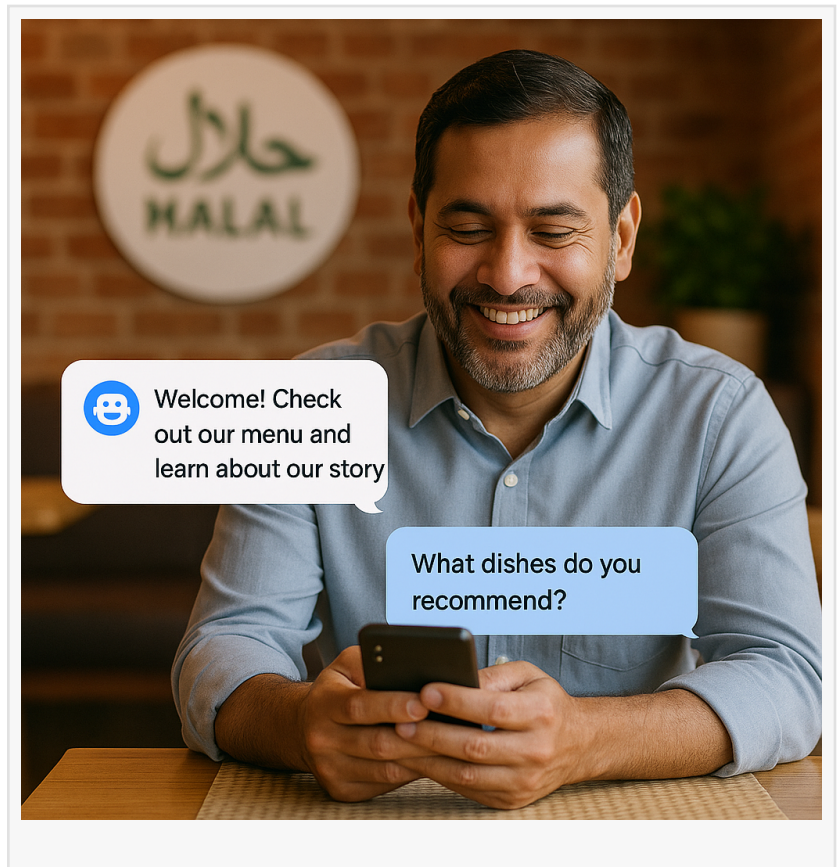 حلال
HALAL
Welcome! Check
out our menu and
learn about our story
What dishes do you
recommend?